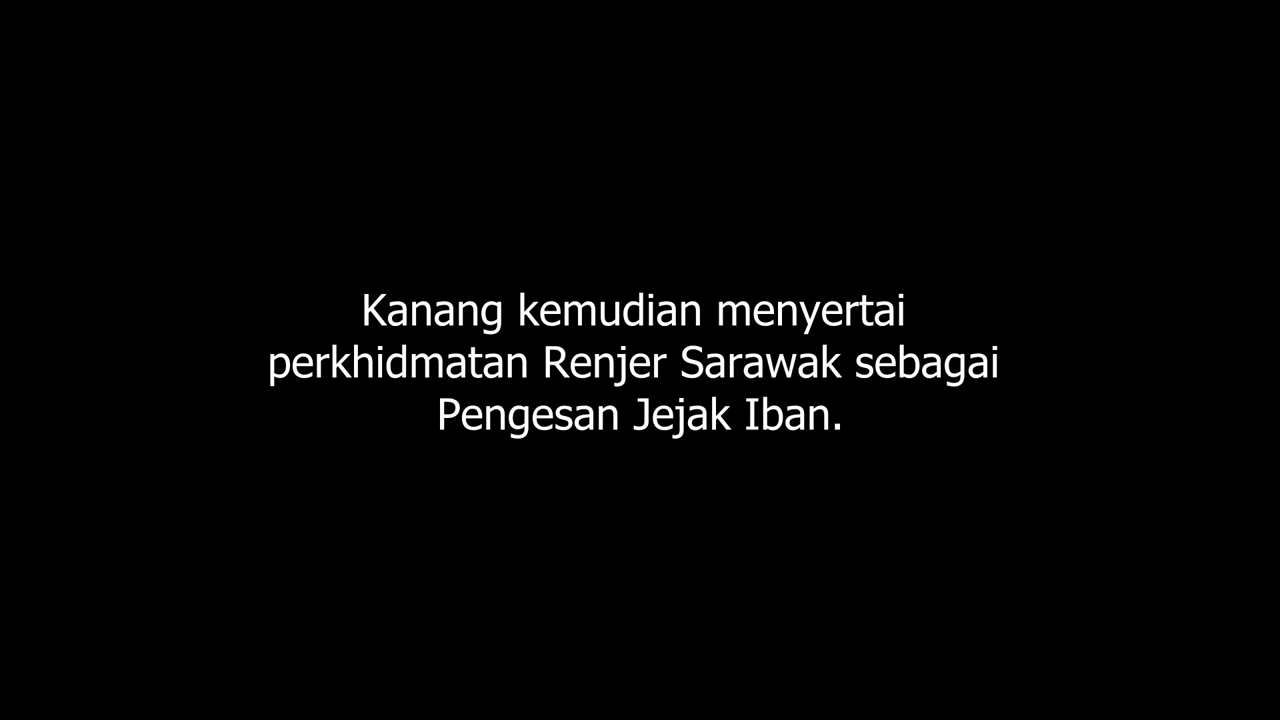 Kanang kemudian menyertai
perkhidmatan Renjer Sarawak sebagai
Pengesan Jejak Iban.